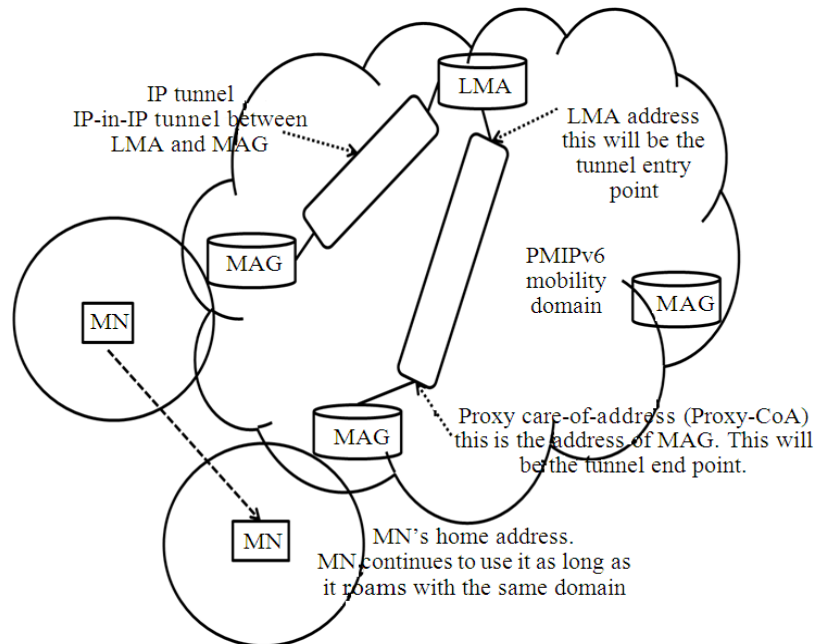 LMA
IP tunnel
IP-in-IP tunnel between
LMA and MAG
LMA address
this will be the
tunnel entry
point
MAG
PMIPv6
mobility
domain
MAG
MN
Proxy care-of-address (Proxy-CoA)
this is the address of MAG. This will
be the tunnel end point.
MAG
MN
MN’s home address.
MN continues to use it as long as
it roams with the same domain